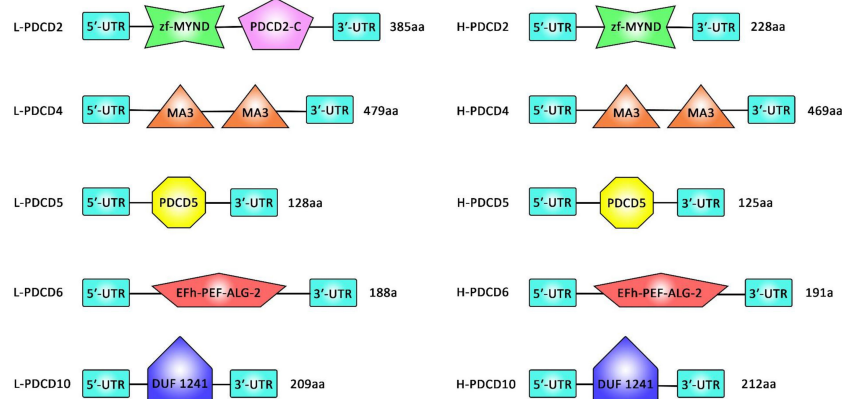 L-PDCD2 5′-UTR zf-MYND PDCD2-C 3′-UTR 385aa
H-PDCD2 5′-UTR zf-MYND 3′-UTR 228aa
L-PDCD4 5′-UTR MA3 MA3 3′-UTR 479aa
H-PDCD4 5′-UTR MA3 MA3 3′-UTR 469aa
L-PDCD5 5′-UTR PDCD5 3′-UTR 128aa
H-PDCD5 5′-UTR PDCD5 3′-UTR 125aa
L-PDCD6 5′-UTR EFh-PEF-ALG-2 3′-UTR 188a
H-PDCD6 5′-UTR EFh-PEF-ALG-2 3′-UTR 191a
L-PDCD10 5′-UTR DUF 1241 3′-UTR 209aa
H-PDCD10 5′-UTR DUF 1241 3′-UTR 212aa